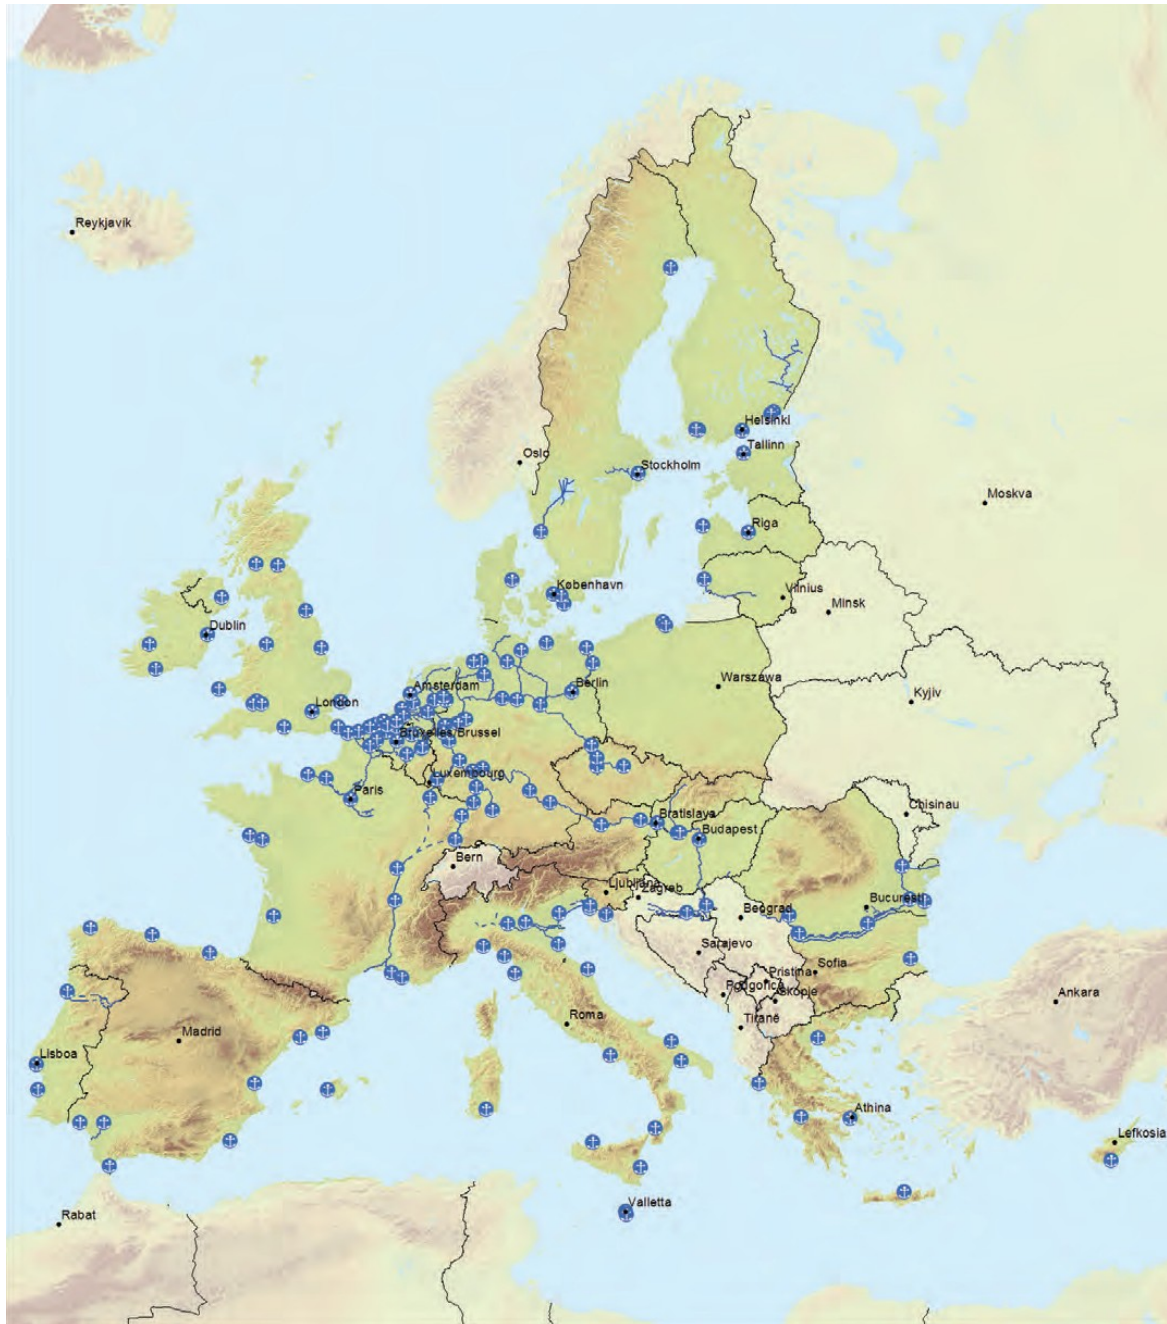 Reykjavík
Helsinki
Tallinn
Oslo
Stockholm
Moskva
Riga
København
Vilnius
Minsk
Dublin
Amsterdam
Berlin
Warszawa
Kyjiv
London
Bruxelles/Brussel
Luxembourg
Paris
Chisinau
Bratislava
Budapest
Bern
Ljubljana
Zagreb
Bucuresti
Beograd
Sarajevo
Sofia
Pristina
Podgorica
Skopje
Ankara
Roma
Tiranë
Madrid
Lisboa
Athina
Lefkosia
Valletta
Rabat